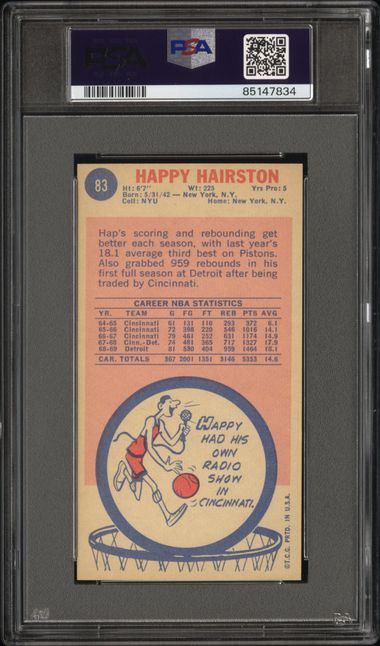 PSA
PSA
85147834
83
HAPPY HAIRSTON
Ht: 6'7" Wt: 225 Yrs Pro: 5
Born: 5/31/42 — New York, N.Y.
Coll: NYU Home: New York, N.Y.
Hap's scoring and rebounding get
better each season, with last year's
18.1 average third best on Pistons.
Also grabbed 959 rebounds in his
first full season at Detroit after being
traded by Cincinnati.
CAREER NBA STATISTICS
YR. TEAM G FG FT REB PTS AVG
64-65 Cincinnati 61 131 110 293 372 6.1
65-66 Cincinnati 72 398 220 546 1016 14.1
66-67 Cincinnati 79 461 252 631 1174 14.9
67-68 Cinn.-Det. 74 481 365 717 1327 17.9
68-69 Detroit 81 530 404 959 1464 18.1
CAR. TOTALS 367 2001 1351 3146 5353 14.6
HAPPY
HAD HIS
OWN
RADIO
SHOW
IN
CINCINNATI.
©T.C.C. PRTD. IN U.S.A.